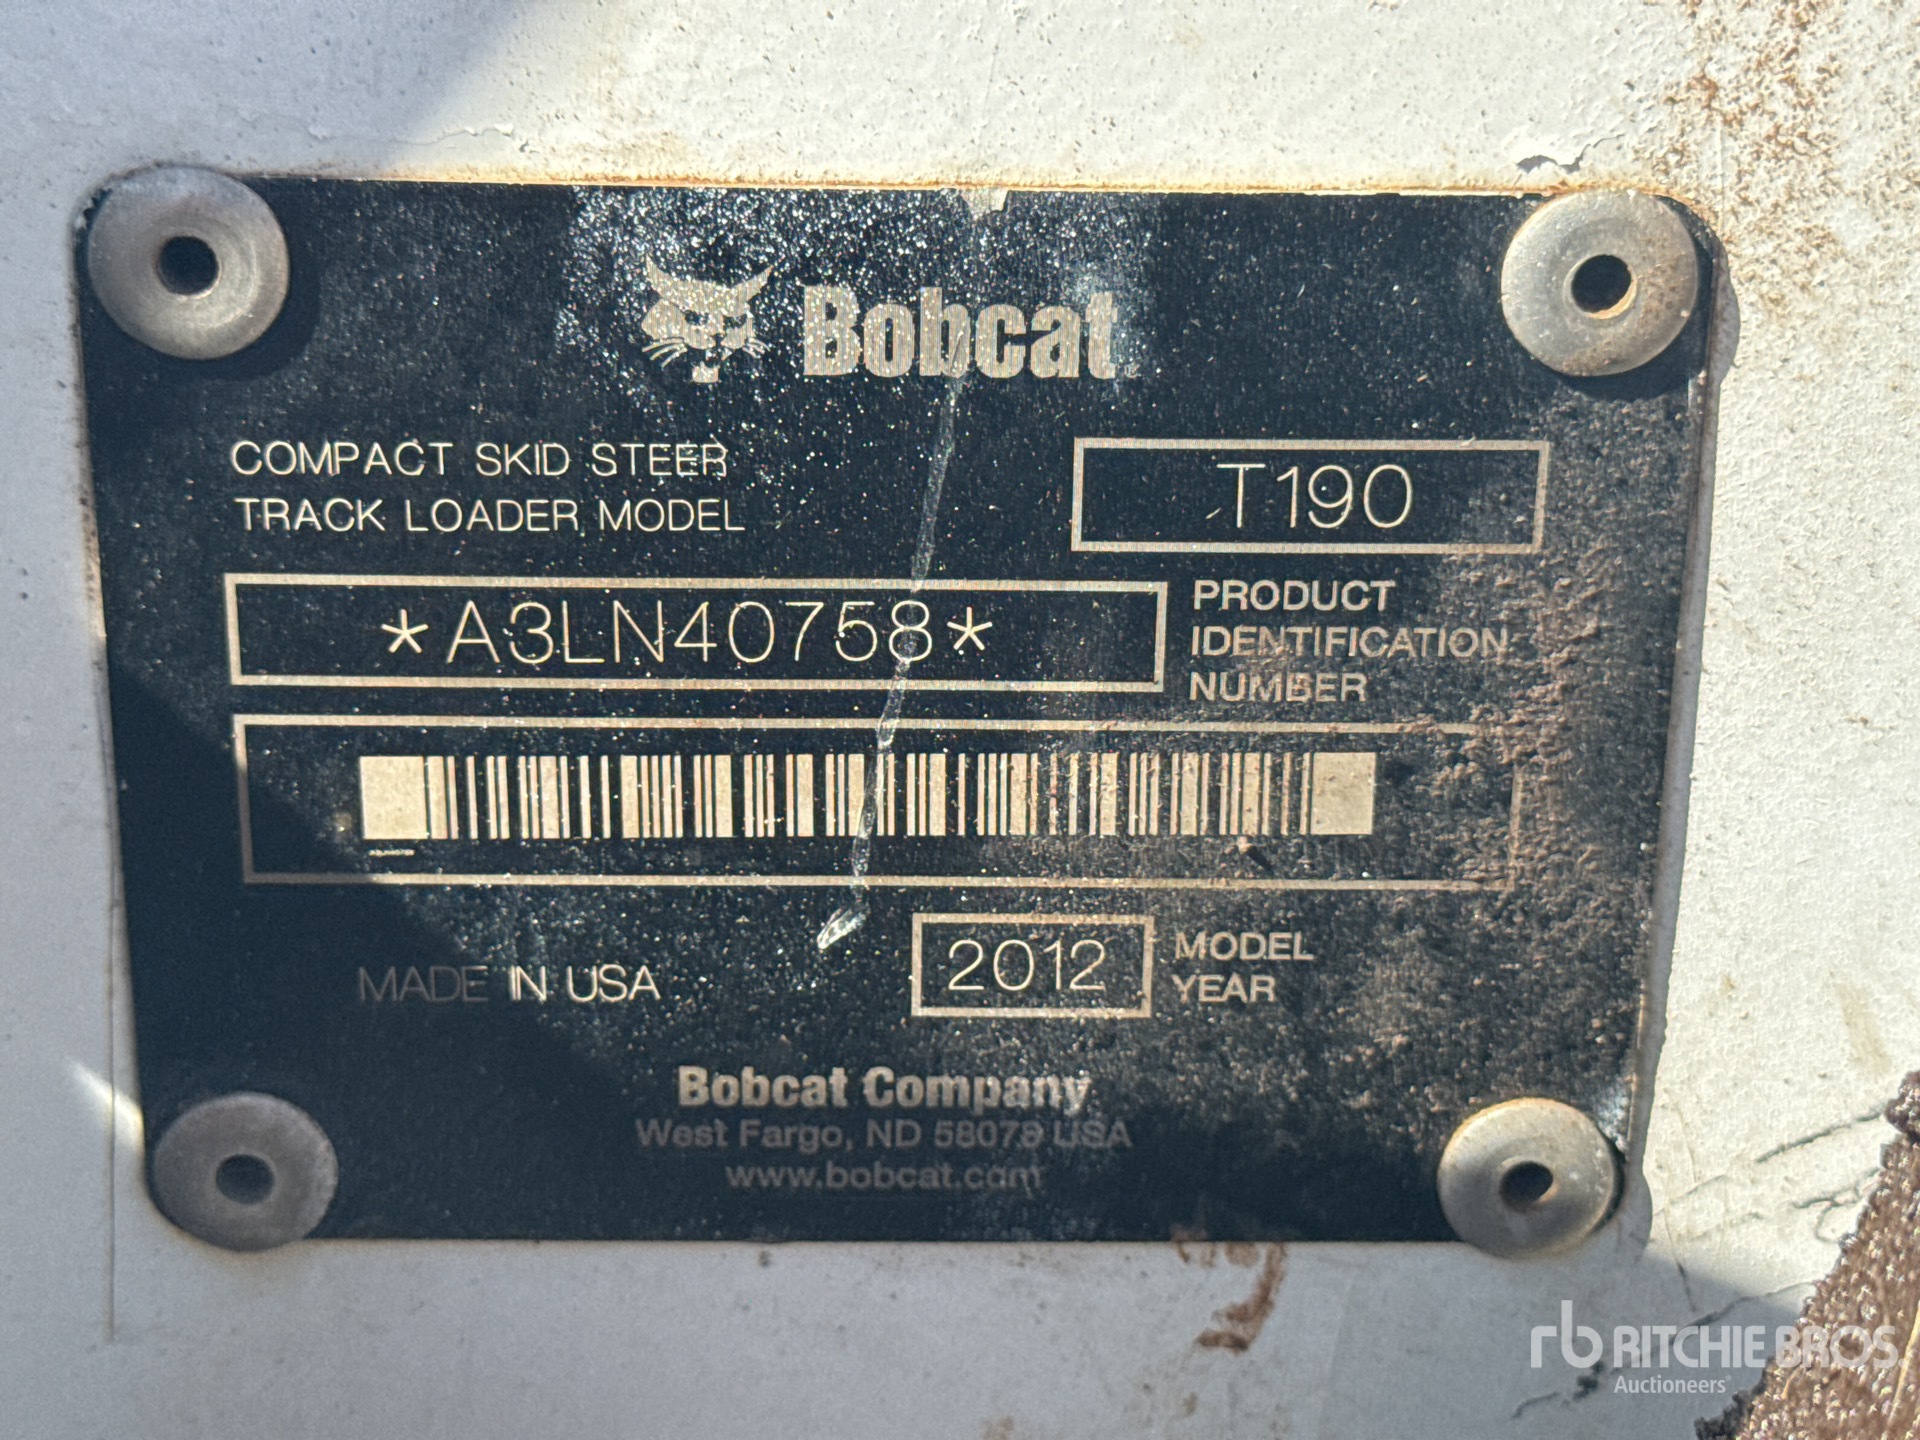 Bobcat
COMPACT SKID STEER
TRACK LOADER MODEL
T190
*A3LN40758*
PRODUCT
IDENTIFICATION
NUMBER
MADE IN USA
2012
MODEL
YEAR
Bobcat Company
West Fargo, ND 58078 USA
www.bobcat.com
rb RITCHIE BROS.
Auctioneers